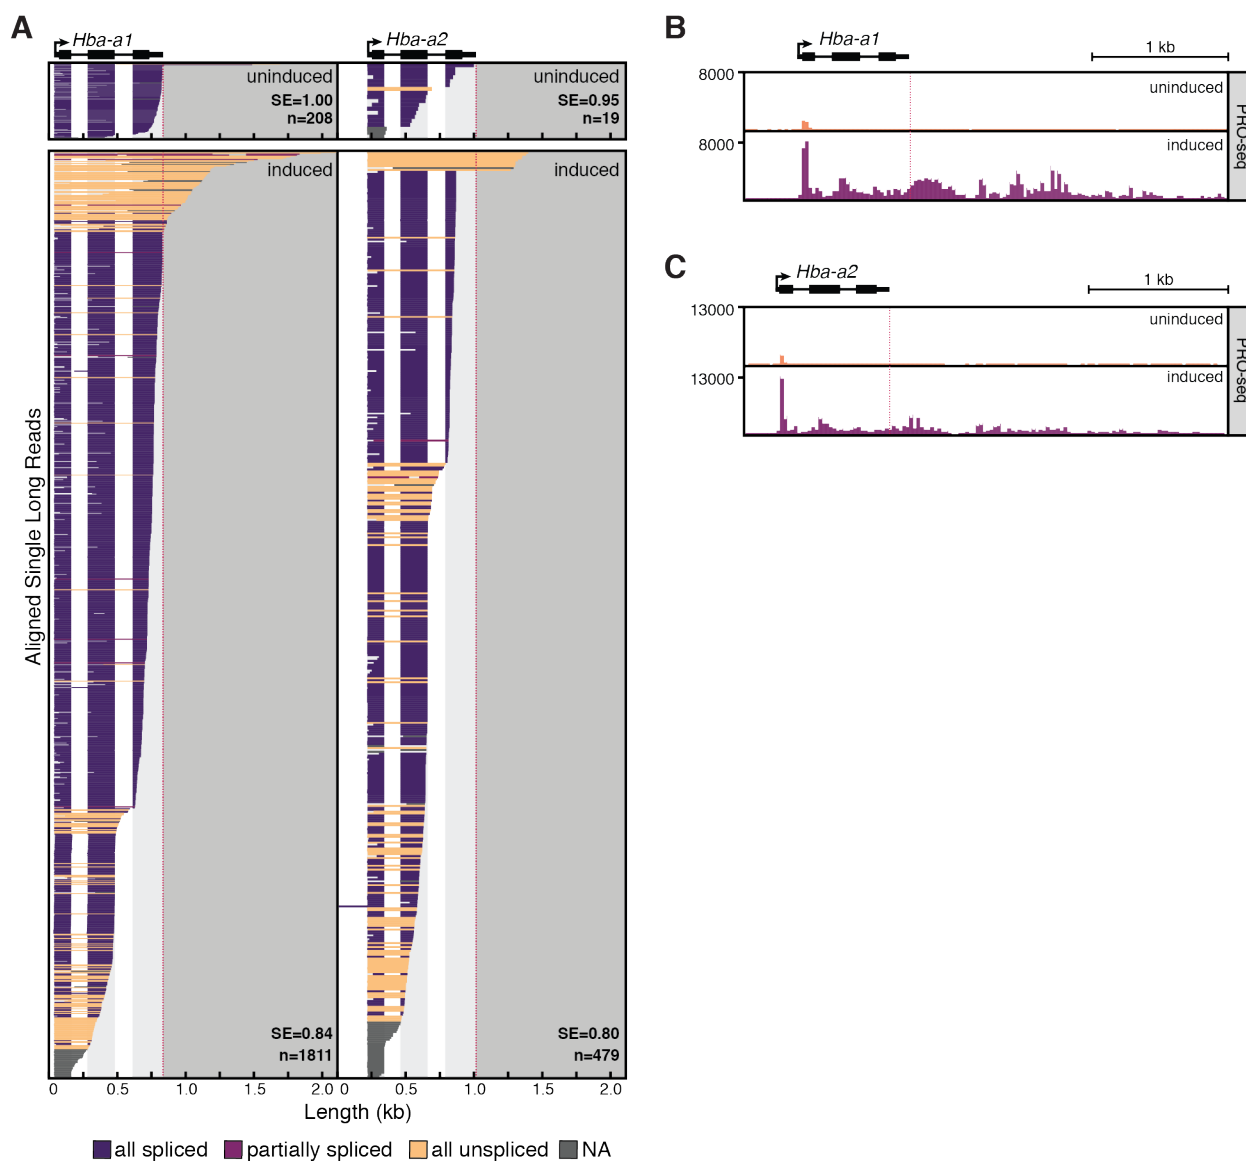 A
Hba-a1
Hba-a2
uninduced
SE=1.00
n=208
uninduced
SE=0.95
n=19
induced
induced
SE=0.84
n=1811
SE=0.80
n=479
Aligned Single Long Reads
0 0.5 1.0 1.5 2.0 0 0.5 1.0 1.5 2.0
Length (kb)
all spliced partially spliced all unspliced NA
B
Hba-a1
1 kb
8000
uninduced
8000
induced
PRO-seq
C
Hba-a2
1 kb
13000
uninduced
13000
induced
PRO-seq